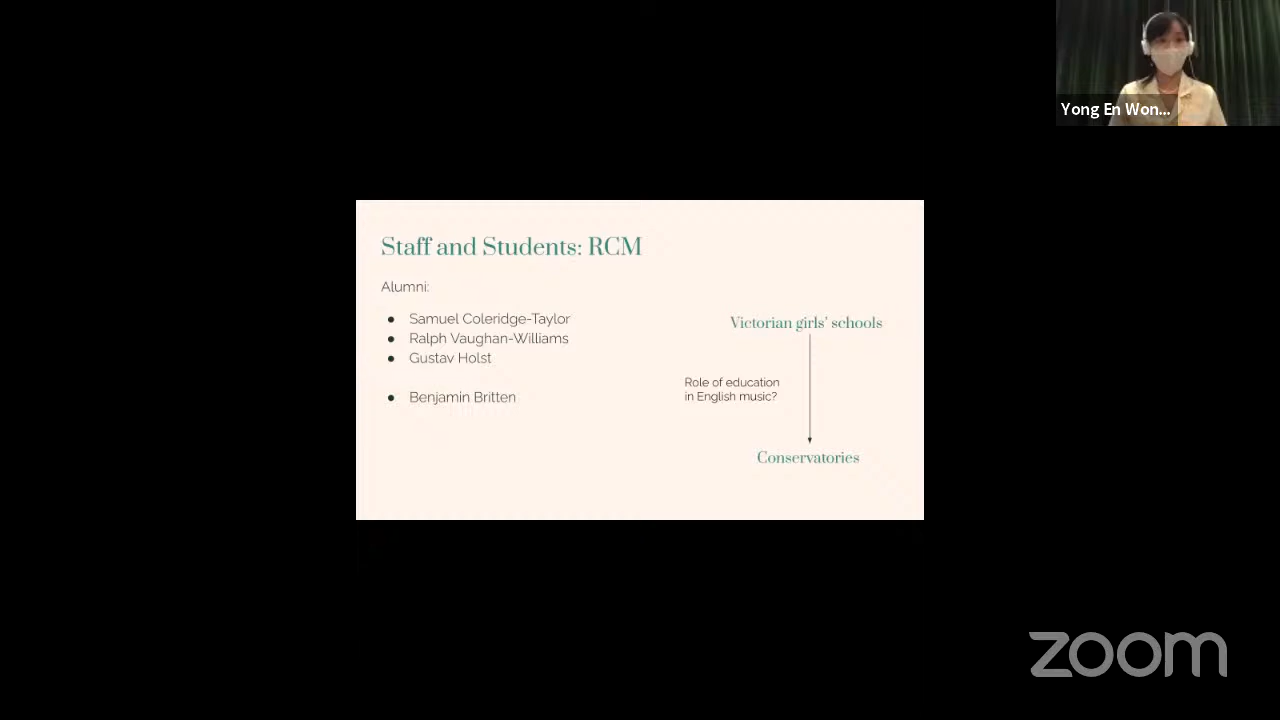 Yong En Won...
Staff and Students: RCM
Alumni:
● Samuel Coleridge-Taylor
● Ralph Vaughan-Williams
● Gustav Holst
● Benjamin Britten
Victorian girls' schools
Role of education
in English music?
Conservatories
zoom